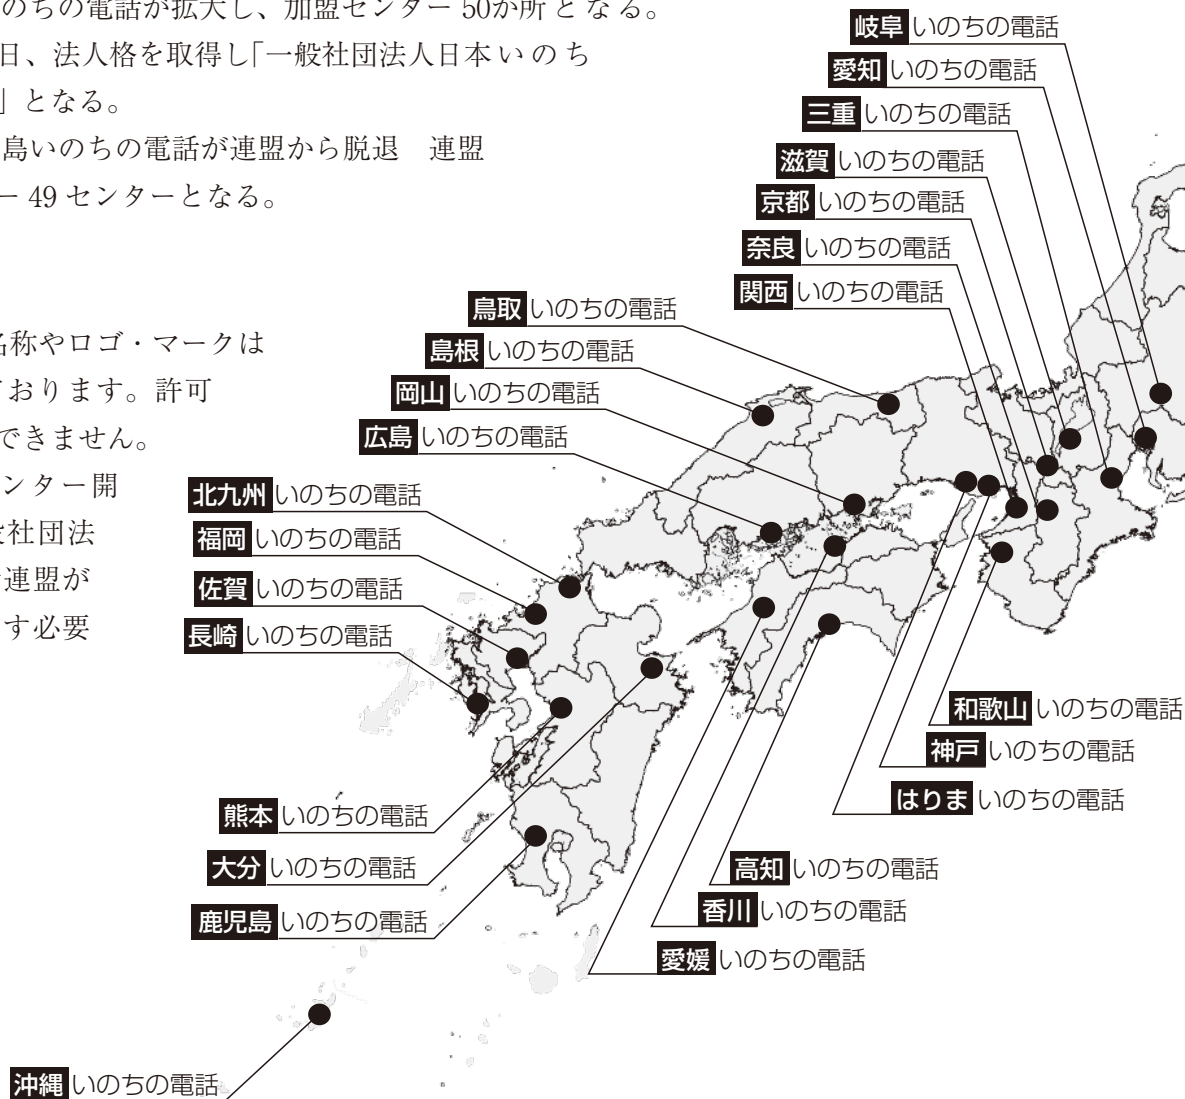 のちの電話が拡大し、加盟センター 50か所となる。
日、法人格を取得し「一般社団法人日本いのち
」となる。
島いのちの電話が連盟から脱退　連盟
ー 49 センターとなる。
名称やロゴ・マークは
ております。許可
できません。
ンター開
社団法
連盟が
す必要
岐阜いのちの電話
愛知いのちの電話
三重いのちの電話
滋賀いのちの電話
京都いのちの電話
奈良いのちの電話
関西いのちの電話
鳥取いのちの電話
島根いのちの電話
岡山いのちの電話
広島いのちの電話
北九州いのちの電話
福岡いのちの電話
佐賀いのちの電話
長崎いのちの電話
和歌山いのちの電話
神戸いのちの電話
はりまいのちの電話
熊本いのちの電話
大分いのちの電話
鹿児島いのちの電話
高知いのちの電話
香川いのちの電話
愛媛いのちの電話
沖縄いのちの電話